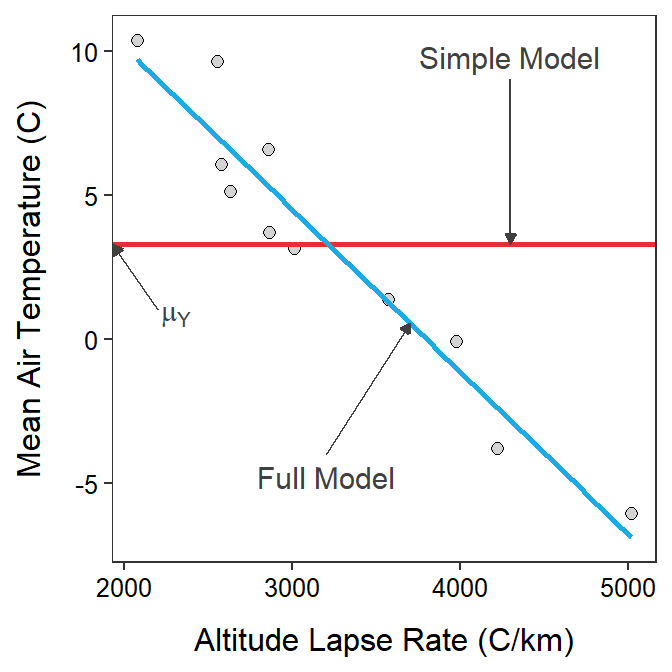 10
5
0
-5
Mean Air Temperature (C)
Simple Model
μY
Full Model
2000 3000 4000 5000
Altitude Lapse Rate (C/km)